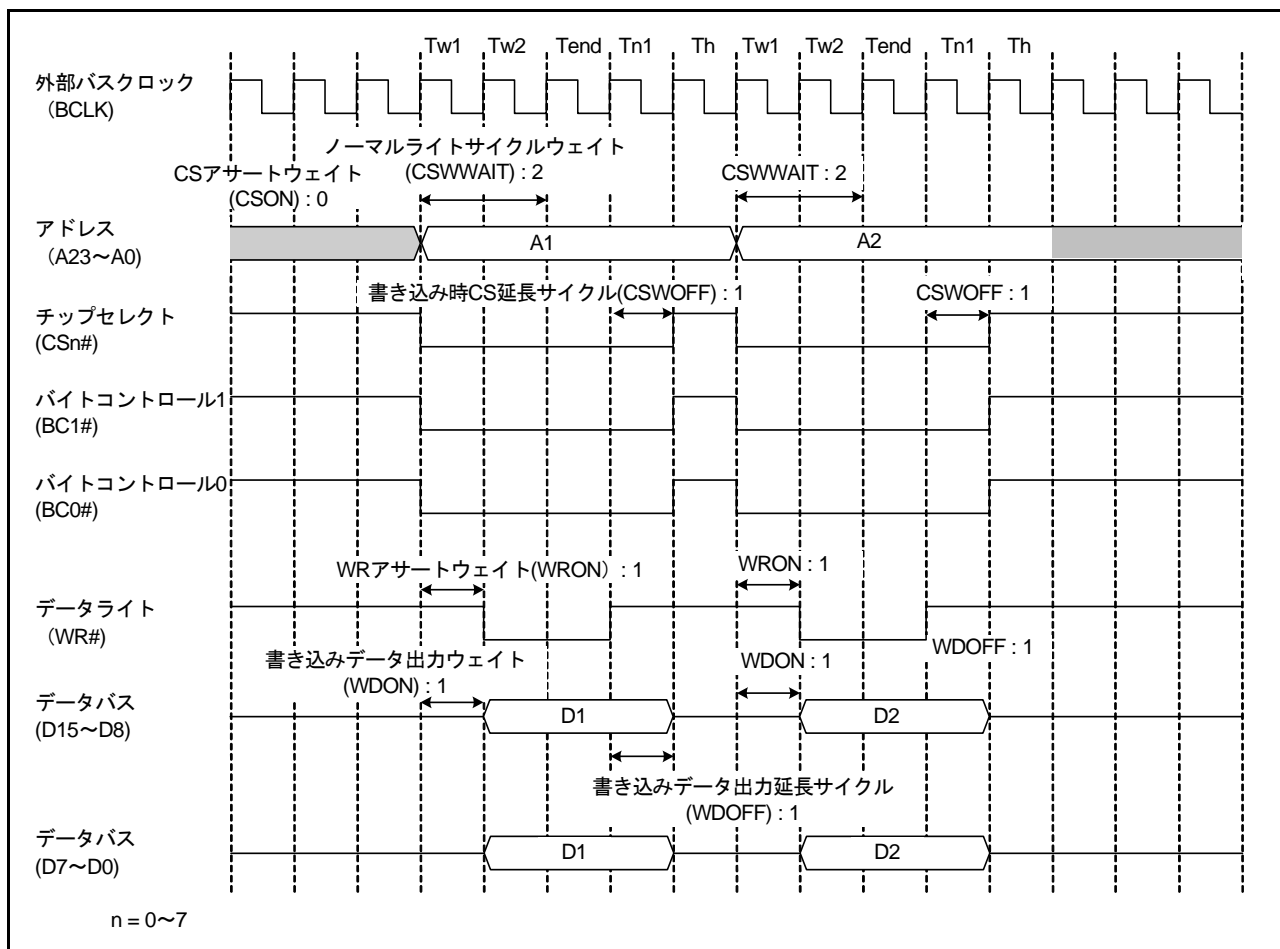 Tw1 Tw2 Tend Tn1 Th Tw1 Tw2 Tend Tn1 Th
外部バスクロック
(BCLK)
ノーマルライトサイクルウェイト
(CSWWAIT) : 2
CSWWAIT : 2
CSアサートウェイト
(CSON) : 0
アドレス
(A23～A0)
A1 A2
書き込み時CS延長サイクル(CSWOFF) : 1
CSWOFF : 1
チップセレクト
(CSn#)
バイトコントロール1
(BC1#)
バイトコントロール0
(BC0#)
WRアサートウェイト(WRON) : 1
WRON : 1
データライト
(WR#)
WDOFF : 1
書き込みデータ出力ウェイト
(WDON) : 1
WDON : 1
データバス
(D15～D8)
D1 D2
書き込みデータ出力延長サイクル
(WDOFF) : 1
データバス
(D7～D0)
D1 D2
n = 0～7